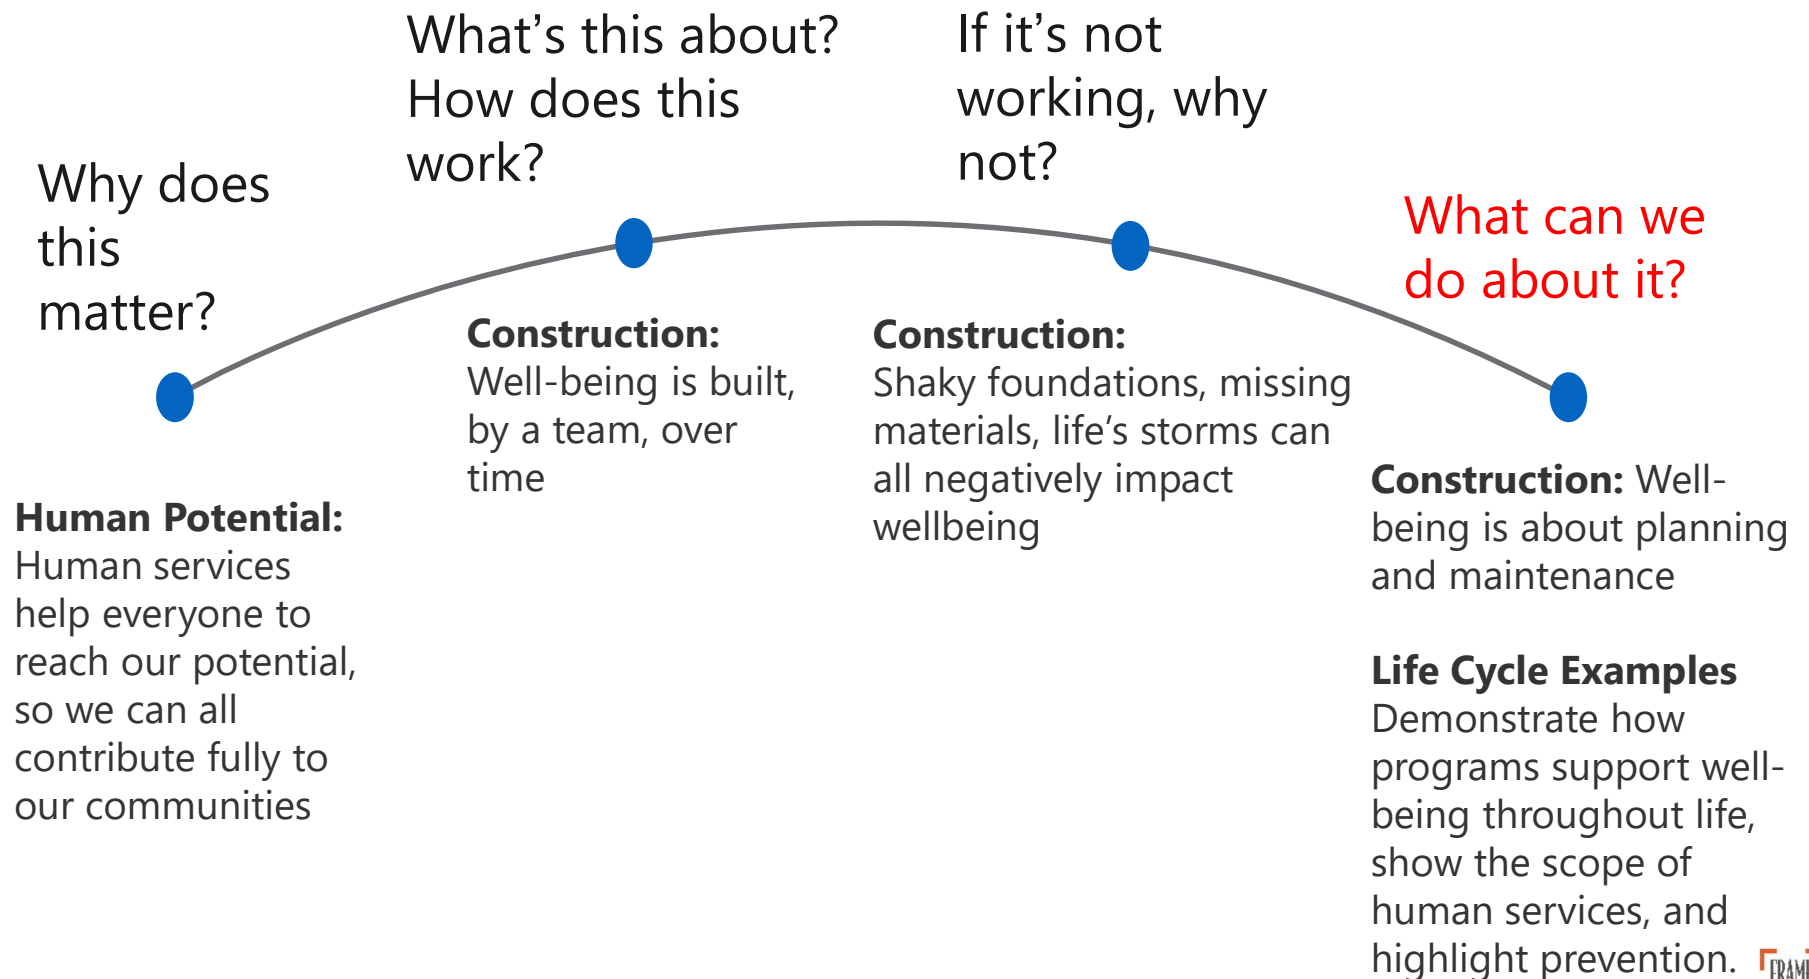 Why does
this
matter?
What's this about?
How does this
work?
If it's not
working, why
not?
What can we
do about it?
Human Potential:
Human services
help everyone to
reach our potential,
so we can all
contribute fully to
our communities
Construction:
Well-being is built,
by a team, over
time
Construction:
Shaky foundations, missing
materials, life's storms can
all negatively impact
wellbeing
Construction: Well-
being is about planning
and maintenance
Life Cycle Examples
Demonstrate how
programs support well-
being throughout life,
show the scope of
human services, and
highlight prevention.